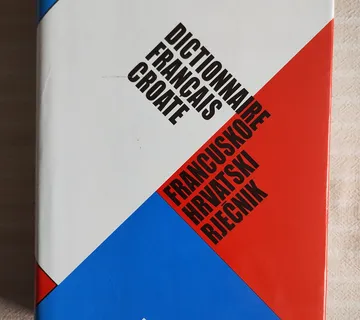 DICTIONNAIRE
FRANÇAIS
CROATE
FRANCUSKO
HRVATSKI
RJEČNIK